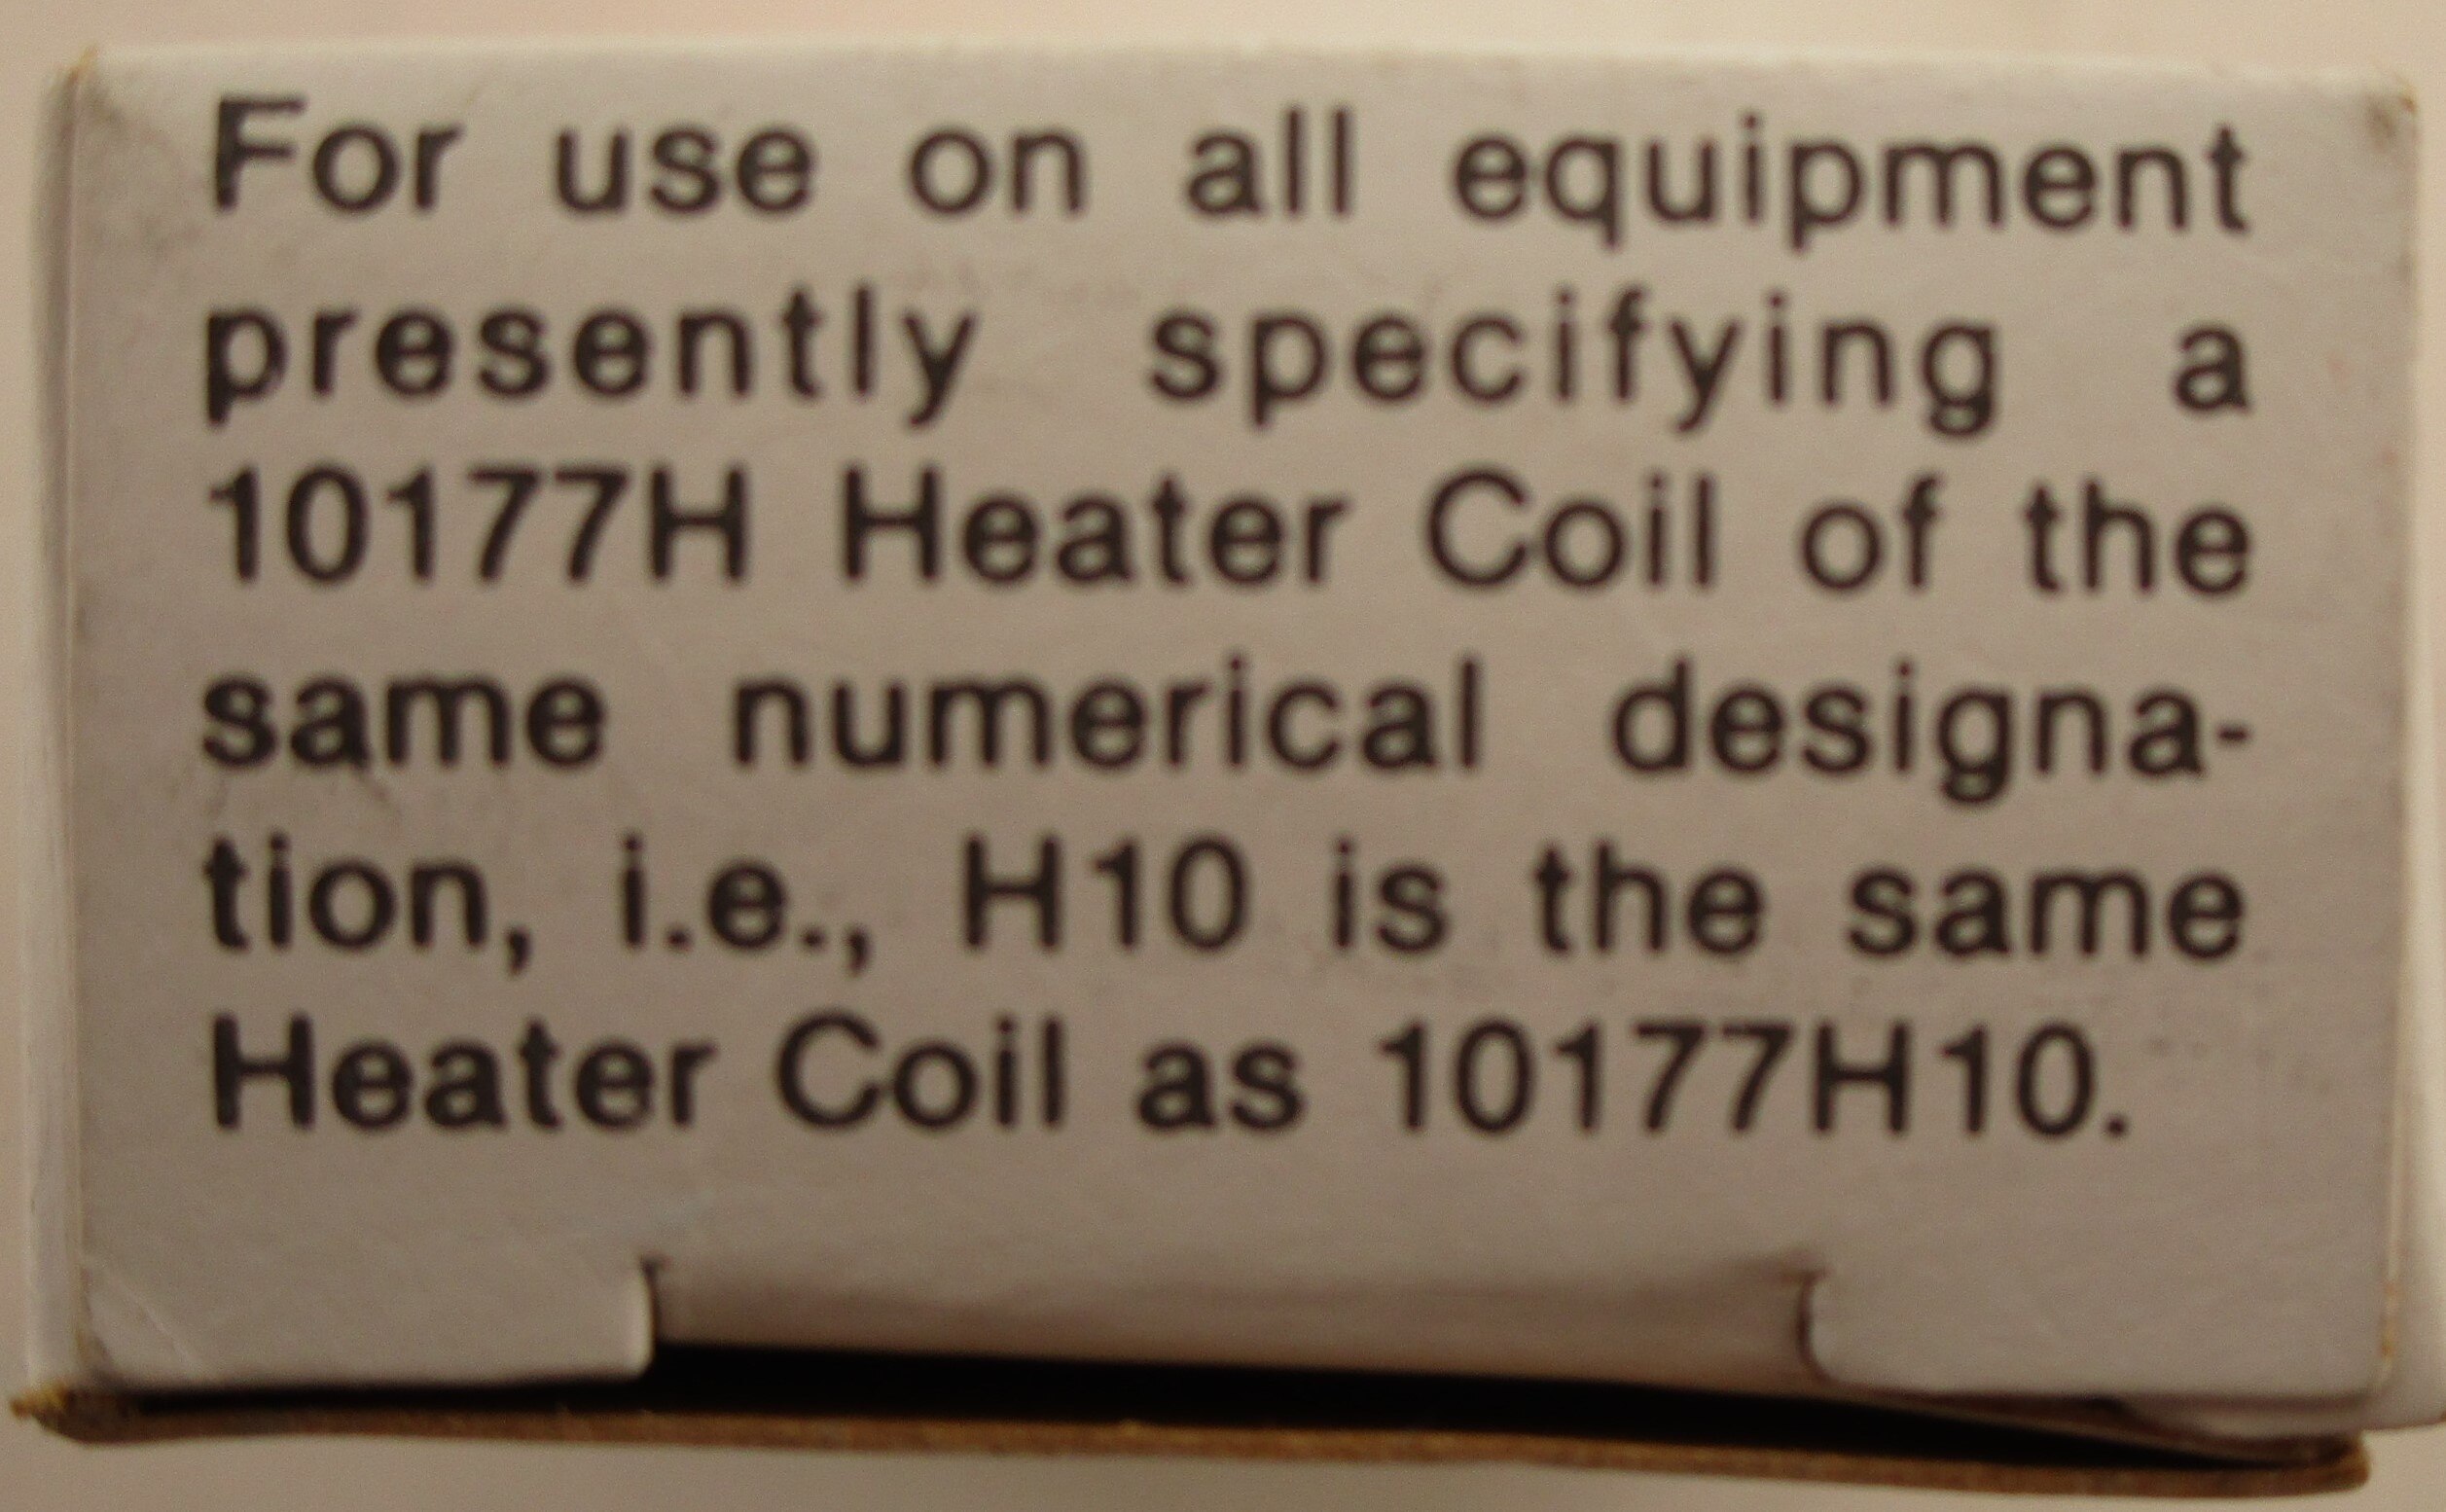 For use on all equipment
presently specifying a
10177H Heater Coil of the
same numerical designa-
tion, i.e., H10 is the same
Heater Coil as 10177H10.